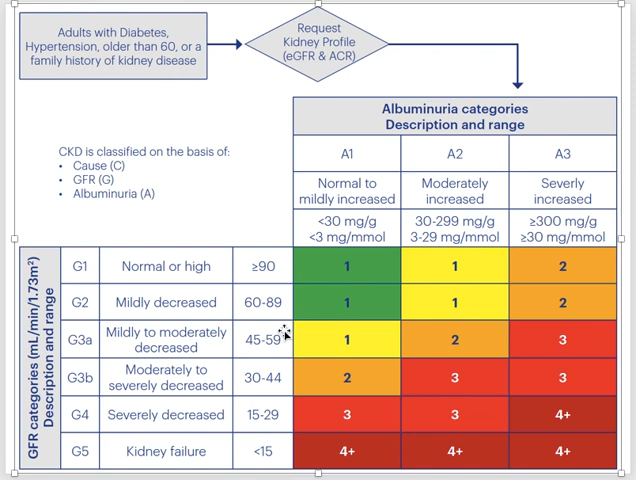 Adults with Diabetes,
Hypertension, older than 60, or a
family history of kidney disease
Request
Kidney Profile
(eGFR & ACR)
Albuminuria categories
Description and range
CKD is classified on the basis of:
• Cause (C)
• GFR (G)
• Albuminuria (A)
A1 A2 A3
Normal to
mildly increased
Moderately
increased
Severly
increased
<30 mg/g
<3 mg/mmol
30-299 mg/g
3-29 mg/mmol
≥300 mg/g
≥30 mg/mmol
GFR categories (mL/min/1.73m²)
Description and range
G1 Normal or high ≥90 1 1 2
G2 Mildly decreased 60-89 1 1 2
G3a Mildly to moderately
decreased 45-59 1 2 3
G3b Moderately to
severely decreased 30-44 2 3 3
G4 Severely decreased 15-29 3 3 4+
G5 Kidney failure <15 4+ 4+ 4+